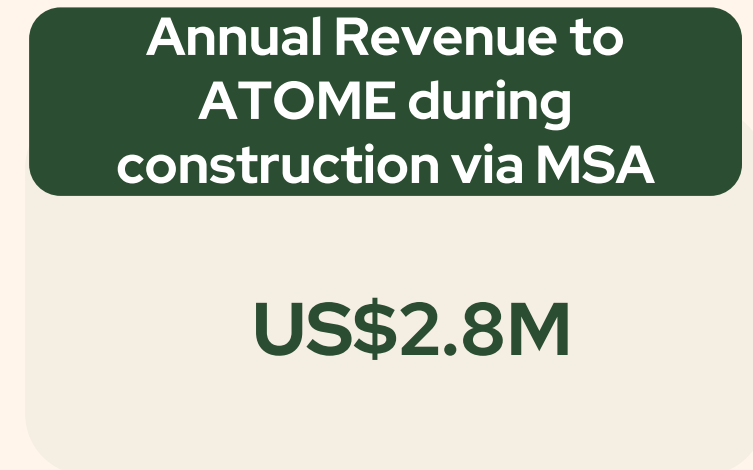 Annual Revenue to
ATOME during
construction via MSA
US$2.8M